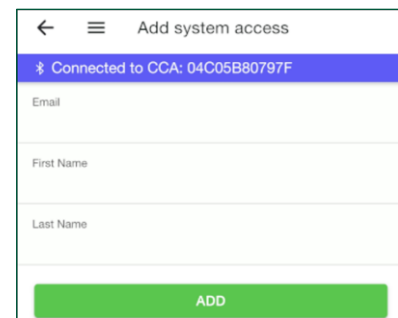 Add system access
Connected to CCA: 04C05B80797F
Email
First Name
Last Name
ADD